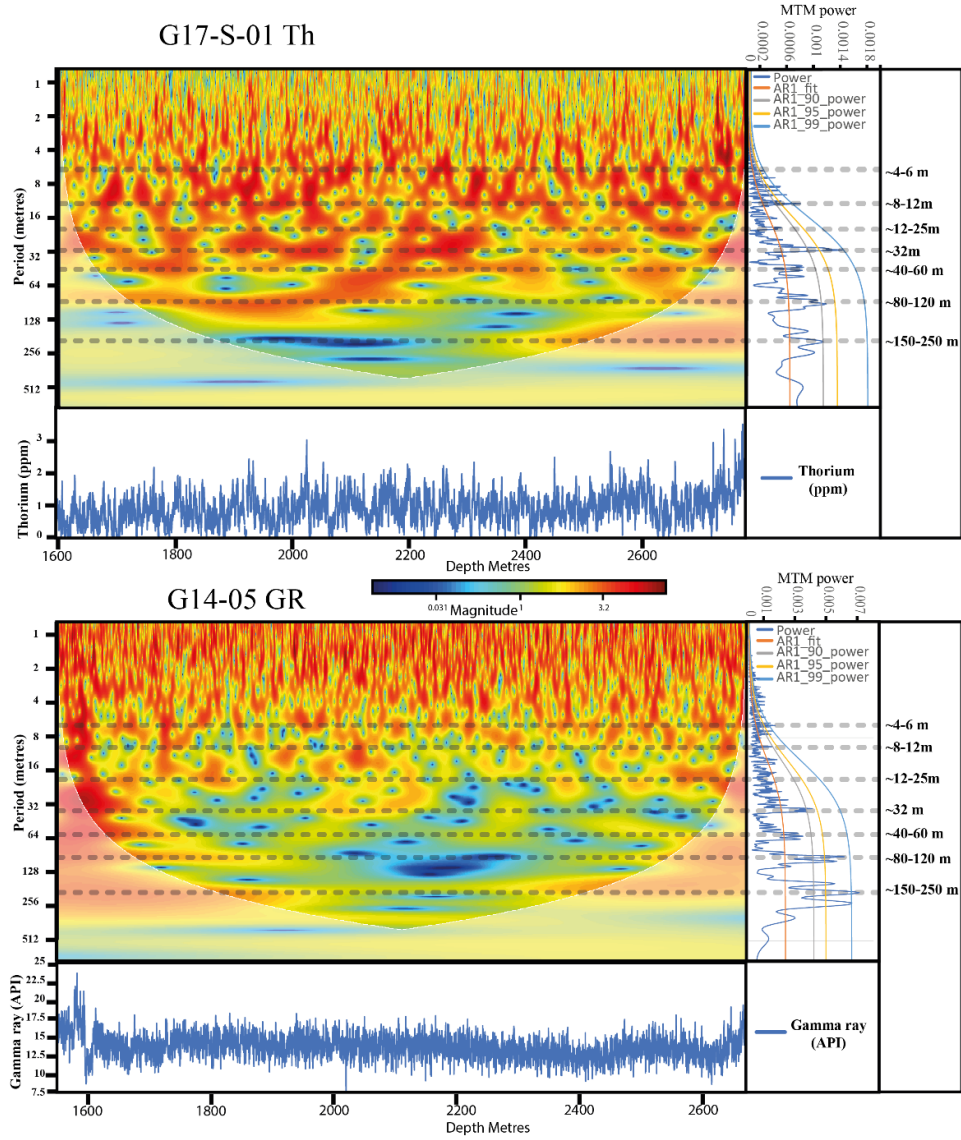 G17-S-01 Th
MTM power
0.0002 0.0006 0.001 0.0014 0.0018
Power
AR1_fit
AR1_90_power
AR1_95_power
AR1_99_power
Period (metres)
1
2
4
8
16
32
64
128
256
512
~4-6 m
~8-12m
~12-25m
~32m
~40-60 m
~80-120 m
~150-250 m
Thorium (ppm)
3
2
1
0
1600 1800 2000 2200 2400 2600
Depth Metres
Thorium
(ppm)
G14-05 GR
0.031 Magnitude 1 3.2
MTM power
0.001 0.003 0.005 0.007
Power
AR1_fit
AR1_90_power
AR1_95_power
AR1_99_power
Period (metres)
1
2
4
8
16
32
64
128
256
512
~4-6 m
~8-12m
~12-25m
~32 m
~40-60 m
~80-120 m
~150-250 m
Gamma ray (API)
25
22.5
20
17.5
15
12.5
10
7.5
1600 1800 2000 2200 2400 2600
Depth Metres
Gamma ray
(API)